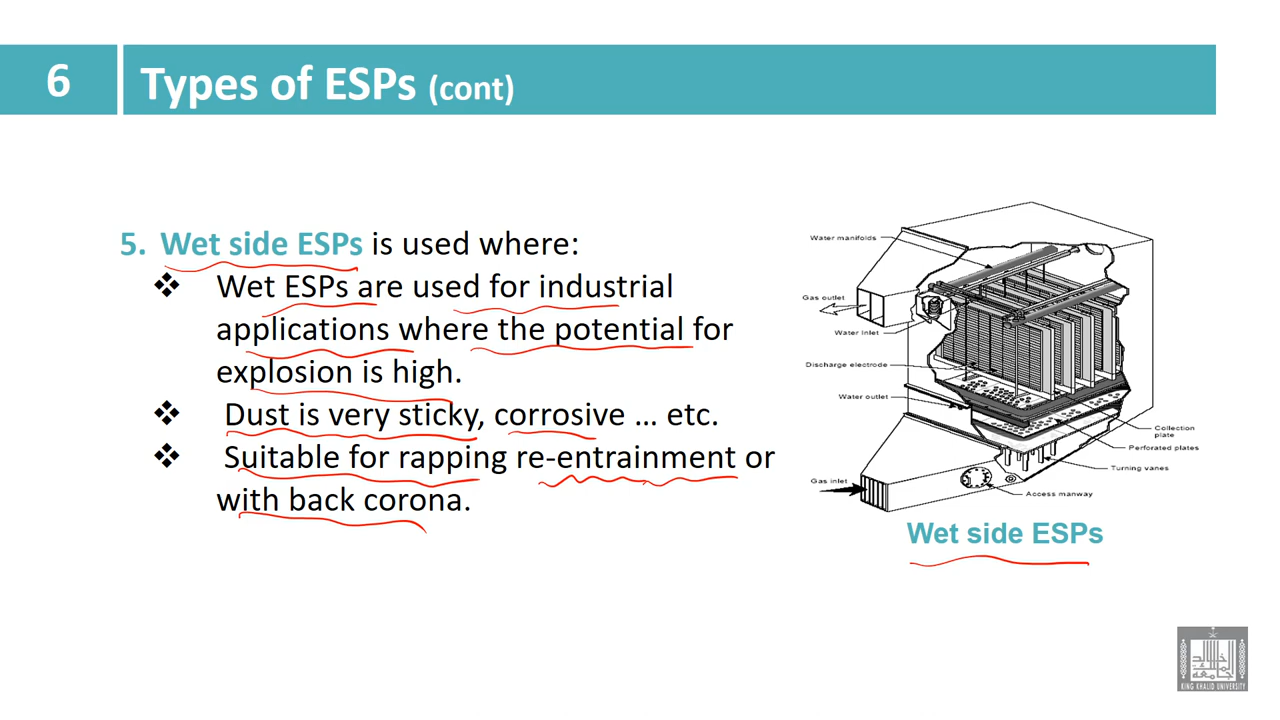 6
Types of ESPs (cont)
5. Wet side ESPs is used where:
❖ Wet ESPs are used for industrial
applications where the potential for
explosion is high.
❖ Dust is very sticky, corrosive … etc.
❖ Suitable for rapping re-entrainment or
with back corona.
Water manifolds
Gas outlet
Water inlet
Discharge electrode
Water outlet
Collection
plate
Perforated plates
Turning vanes
Gas inlet
Access manway
Wet side ESPs
KING KHALID UNIVERSITY